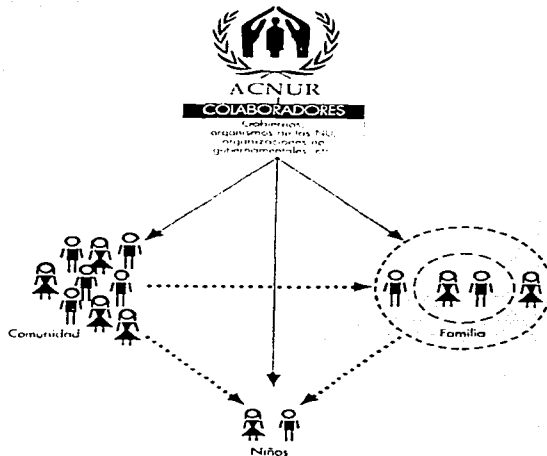 ACNUR
COLABORADORES
Gobiernos,
organismos de las NU,
organizaciones no
gubernamentales, etc.
Comunidad
Familia
Niños